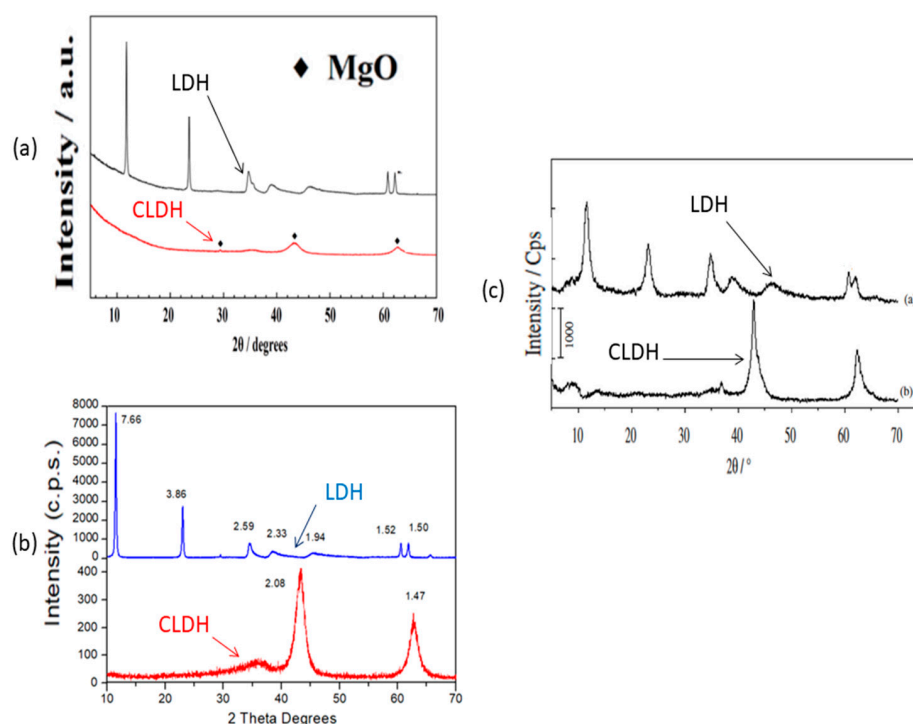 (a)
Intensity / a.u.
LDH
♦ MgO
CLDH
10 20 30 40 50 60 70
2θ / degrees
(b)
Intensity (c.p.s.)
8000
7000
6000
5000
4000
3000
2000
1000
0
400
300
200
100
0
7.66
3.86
2.59
2.33
LDH
1.94
1.52
1.50
2.08
1.47
CLDH
10 20 30 40 50 60 70
2 Theta Degrees
(c)
Intensity / Cps
1000
LDH
(a
CLDH
(b)
10 20 30 40 50 60 70
2θ / °